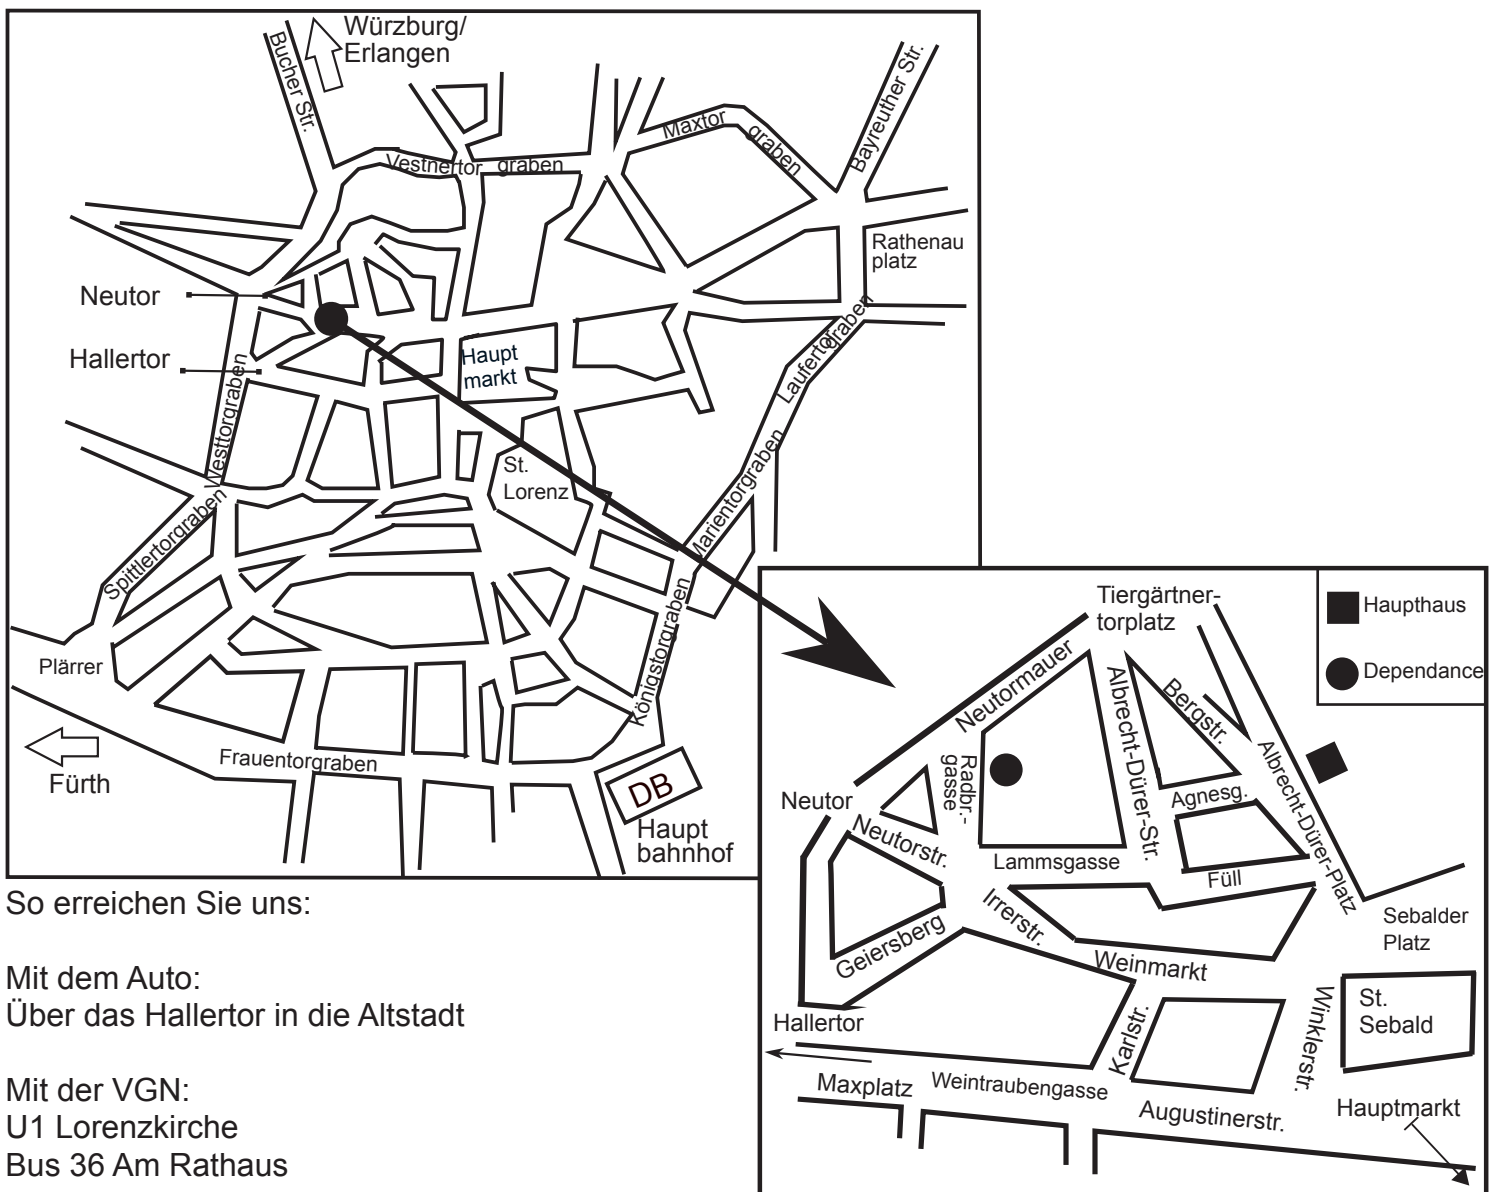 Würzburg/
Erlangen
Bucher Str.
Vestnertor graben
Maxtor graben
Bayreuther Str.
Rathenau
platz
Neutor
Hallertor
Haupt
markt
Laufertorgraben
Vesttorgraben
St.
Lorenz
Marientorgraben
Spittlertorgraben
Königstorgraben
Plärrer
Frauentorgraben
Fürth
DB
Haupt
bahnhof
Tiergärtner-
torplatz
Haupthaus
Dependance
Neutormauer
Albrecht-Dürer-Str.
Bergstr.
Radbr.-
gasse
Albrecht-Dürer-Platz
Neutor
Agnesg.
Neutorstr.
Lammsgasse
Füll
Irrerstr.
Sebalder
Platz
Geiersberg
Weinmarkt
St.
Sebald
Hallertor
Karlstr.
Winklerstr.
Maxplatz
Weintraubengasse
Augustinerstr.
Hauptmarkt
So erreichen Sie uns:
Mit dem Auto:
Über das Hallertor in die Altstadt
Mit der VGN:
U1 Lorenzkirche
Bus 36 Am Rathaus